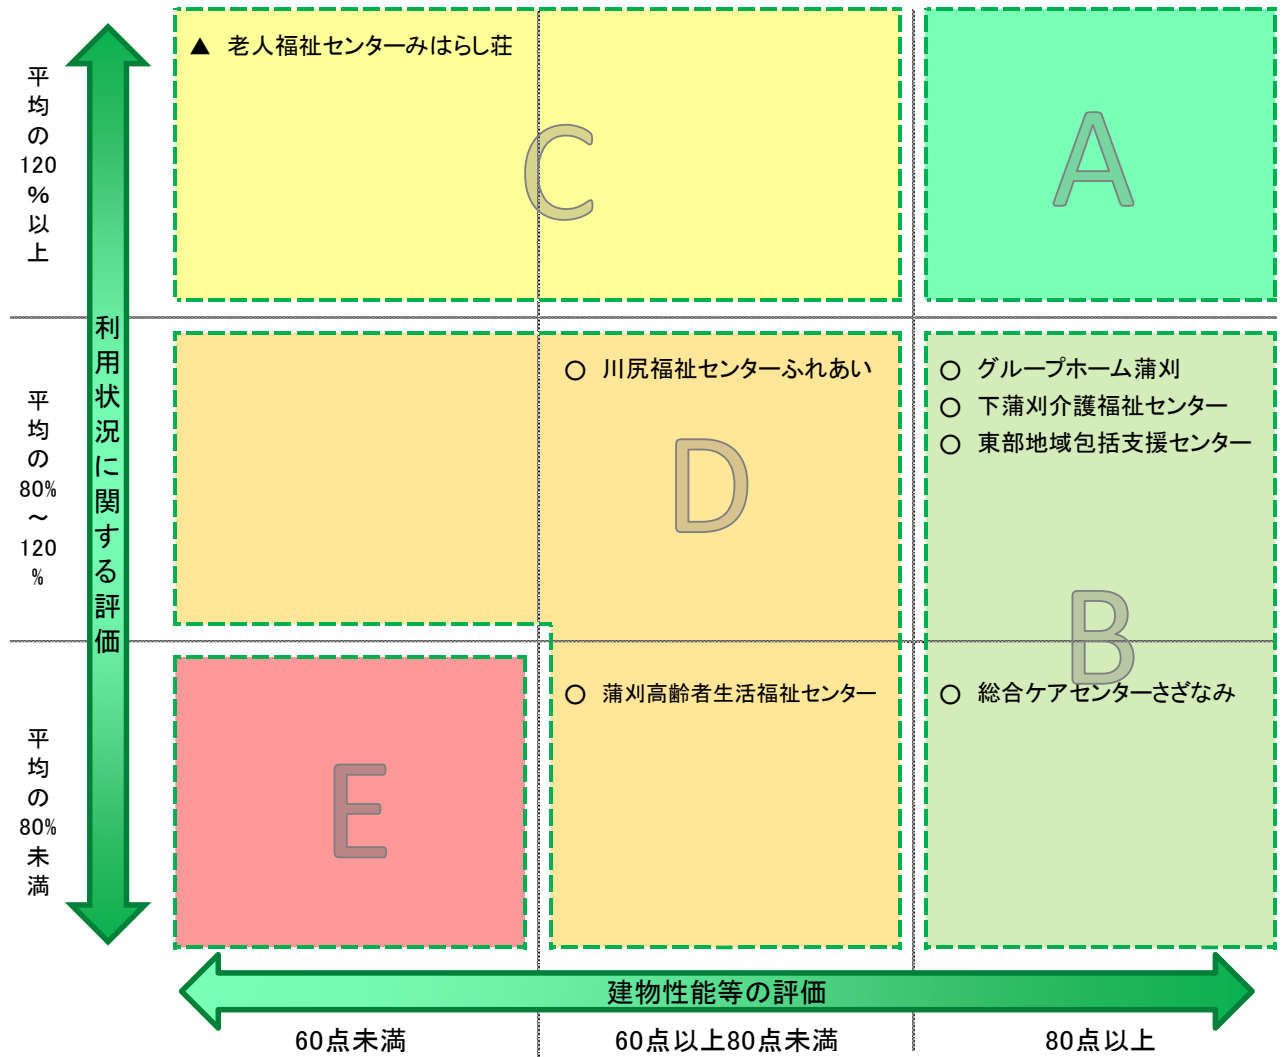 平均の120%以上
▲ 老人福祉センターみはらし荘
C
A
利用状況に関する評価
平均の80%~120%
○ 川尻福祉センターふれあい
D
○ グループホーム蒲刈
○ 下蒲刈介護福祉センター
○ 東部地域包括支援センター
B
平均の80%未満
E
○ 蒲刈高齢者生活福祉センター
○ 総合ケアセンターさざなみ
建物性能等の評価
60点未満
60点以上80点未満
80点以上